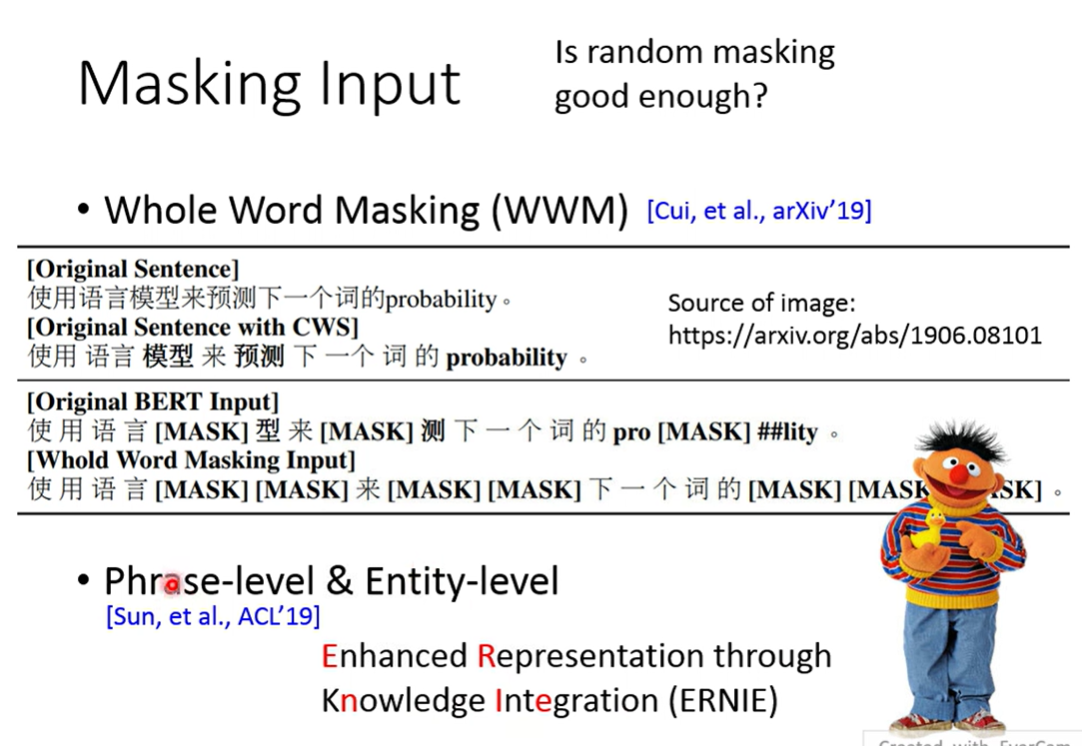 Masking Input
Is random masking
good enough?
• Whole Word Masking (WWM) [Cui, et al., arXiv'19]
[Original Sentence]
使用语言模型来预测下一个词的probability。
[Original Sentence with CWS]
使用 语言 模型 来 预测 下 一个 词 的 probability 。
Source of image:
https://arxiv.org/abs/1906.08101
[Original BERT Input]
使 用 语 言 [MASK] 型 来 [MASK] 测 下 一 个 词 的 pro [MASK] ##lity 。
[Whold Word Masking Input]
使 用 语 言 [MASK] [MASK] 来 [MASK] [MASK] 下 一 个 词 的 [MASK] [MASK SK] 。
• Phrase-level & Entity-level
[Sun, et al., ACL'19]
Enhanced Representation through
Knowledge Integration (ERNIE)